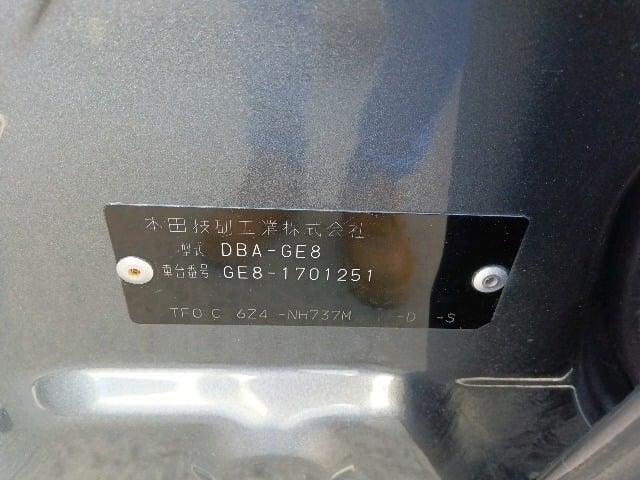 本田技研工業株式会社
型式 DBA-GE8
車台番号 GE8-1701251
TF0 C 6Z4 -NH737M -D -S